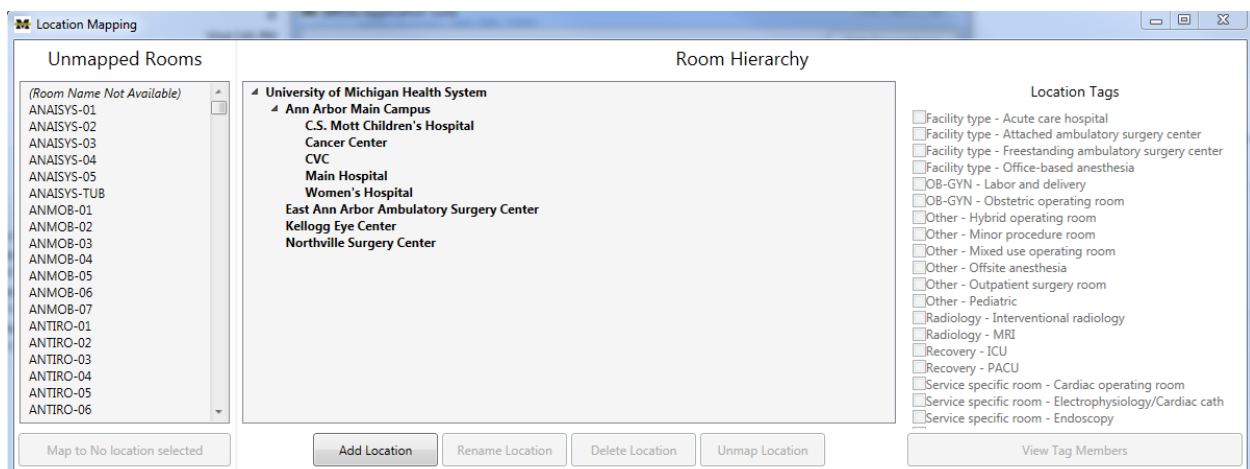 Location Mapping
Unmapped Rooms
(Room Name Not Available)
ANAISYS-01
ANAISYS-02
ANAISYS-03
ANAISYS-04
ANAISYS-05
ANAISYS-TUB
ANMOB-01
ANMOB-02
ANMOB-03
ANMOB-04
ANMOB-05
ANMOB-06
ANMOB-07
ANTIRO-01
ANTIRO-02
ANTIRO-03
ANTIRO-04
ANTIRO-05
ANTIRO-06
Map to No location selected
Room Hierarchy
University of Michigan Health System
Ann Arbor Main Campus
C.S. Mott Children's Hospital
Cancer Center
CVC
Main Hospital
Women's Hospital
East Ann Arbor Ambulatory Surgery Center
Kellogg Eye Center
Northville Surgery Center
Add Location
Rename Location
Delete Location
Unmap Location
Location Tags
Facility type - Acute care hospital
Facility type - Attached ambulatory surgery center
Facility type - Freestanding ambulatory surgery center
Facility type - Office-based anesthesia
OB-GYN - Labor and delivery
OB-GYN - Obstetric operating room
Other - Hybrid operating room
Other - Minor procedure room
Other - Mixed use operating room
Other - Offsite anesthesia
Other - Outpatient surgery room
Other - Pediatric
Radiology - Interventional radiology
Radiology - MRI
Recovery - ICU
Recovery - PACU
Service specific room - Cardiac operating room
Service specific room - Electrophysiology/Cardiac cath
Service specific room - Endoscopy
View Tag Members